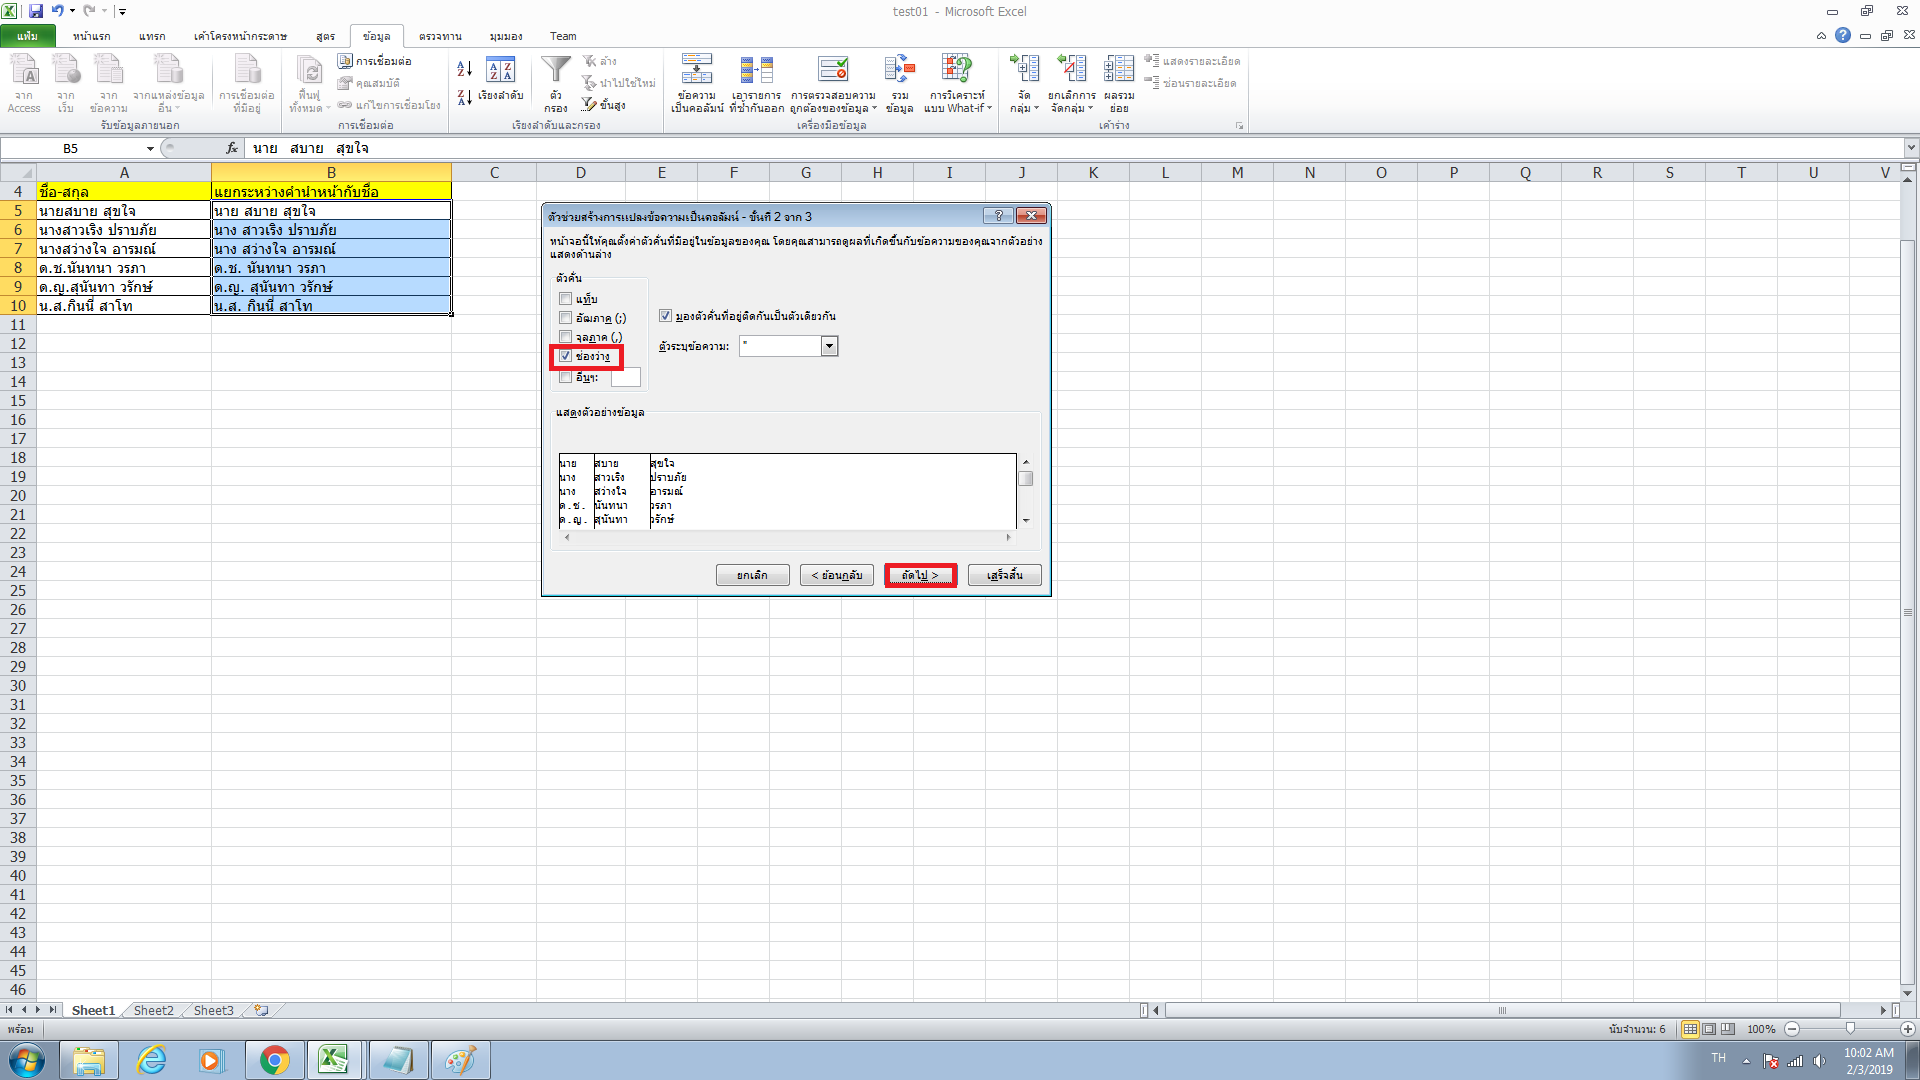 test01 - Microsoft Excel
แฟ้ม หน้าแรก แทรก เค้าโครงหน้ากระดาษ สูตร ข้อมูล ตรวจทาน มุมมอง Team
จาก Access
จาก เว็บ
จาก ข้อความ
จากแหล่งข้อมูล อื่น
การเชื่อมต่อ ที่มีอยู่
รับข้อมูลภายนอก
ฟื้นฟู ทั้งหมด
การเชื่อมต่อ
คุณสมบัติ
แก้ไขการเชื่อมโยง
การเชื่อมต่อ
เรียงลำดับ
ตัว กรอง
ล้าง
นำไปใช้ใหม่
ขั้นสูง
เรียงลำดับและกรอง
ข้อความ เป็นคอลัมน์
เอารายการ ที่ซ้ำกันออก
การตรวจสอบความ ถูกต้องของข้อมูล
รวม ข้อมูล
การวิเคราะห์ แบบ What-if
เครื่องมือข้อมูล
จัด กลุ่ม
ยกเลิกการ จัดกลุ่ม
ผลรวม ย่อย
แสดงรายละเอียด
ซ่อนรายละเอียด
เค้าร่าง
B5 fx นาย สบาย สุขใจ
A B C D E F G H I J K L M N O P Q R S T U V
4 ชื่อ-สกุล แยกระหว่างคำนำหน้ากับชื่อ
5 นายสบาย สุขใจ นาย สบาย สุขใจ
6 นางสาวเริง ปราบภัย นาง สาวเริง ปราบภัย
7 นางสว่างใจ อารมณ์ นาง สว่างใจ อารมณ์
8 ด.ช.นันทนา วรภา ด.ช. นันทนา วรภา
9 ด.ญ.สุนันทา วรักษ์ ด.ญ. สุนันทา วรักษ์
10 น.ส.กินนี่ สาโท น.ส. กินนี่ สาโท
11
12
13
14
15
16
17
18
19
20
21
22
23
24
25
26
27
28
29
30
31
32
33
34
35
36
37
38
39
40
41
42
43
44
45
46
ตัวช่วยสร้างการแปลงข้อความเป็นคอลัมน์ - ขั้นที่ 2 จาก 3
หน้าจอนี้ให้คุณตั้งค่าตัวคั่นที่มีอยู่ในข้อมูลของคุณ โดยคุณสามารถดูผลที่เกิดขึ้นกับข้อความของคุณจากตัวอย่าง
แสดงด้านล่าง
ตัวคั่น
แท็บ
อัฒภาค (;)
จุลภาค (,)
ช่องว่าง
อื่นๆ:
มองตัวคั่นที่อยู่ติดกันเป็นตัวเดียวกัน
ตัวระบุข้อความ: "
แสดงตัวอย่างข้อมูล
นาย สบาย สุขใจ
นาง สาวเริง ปราบภัย
นาง สว่างใจ อารมณ์
ด.ช. นันทนา วรภา
ด.ญ. สุนันทา วรักษ์
ยกเลิก < ย้อนกลับ ถัดไป > เสร็จสิ้น
Sheet1 Sheet2 Sheet3
พร้อม นับจำนวน: 6 100%
TH 10:02 AM
2/3/2019